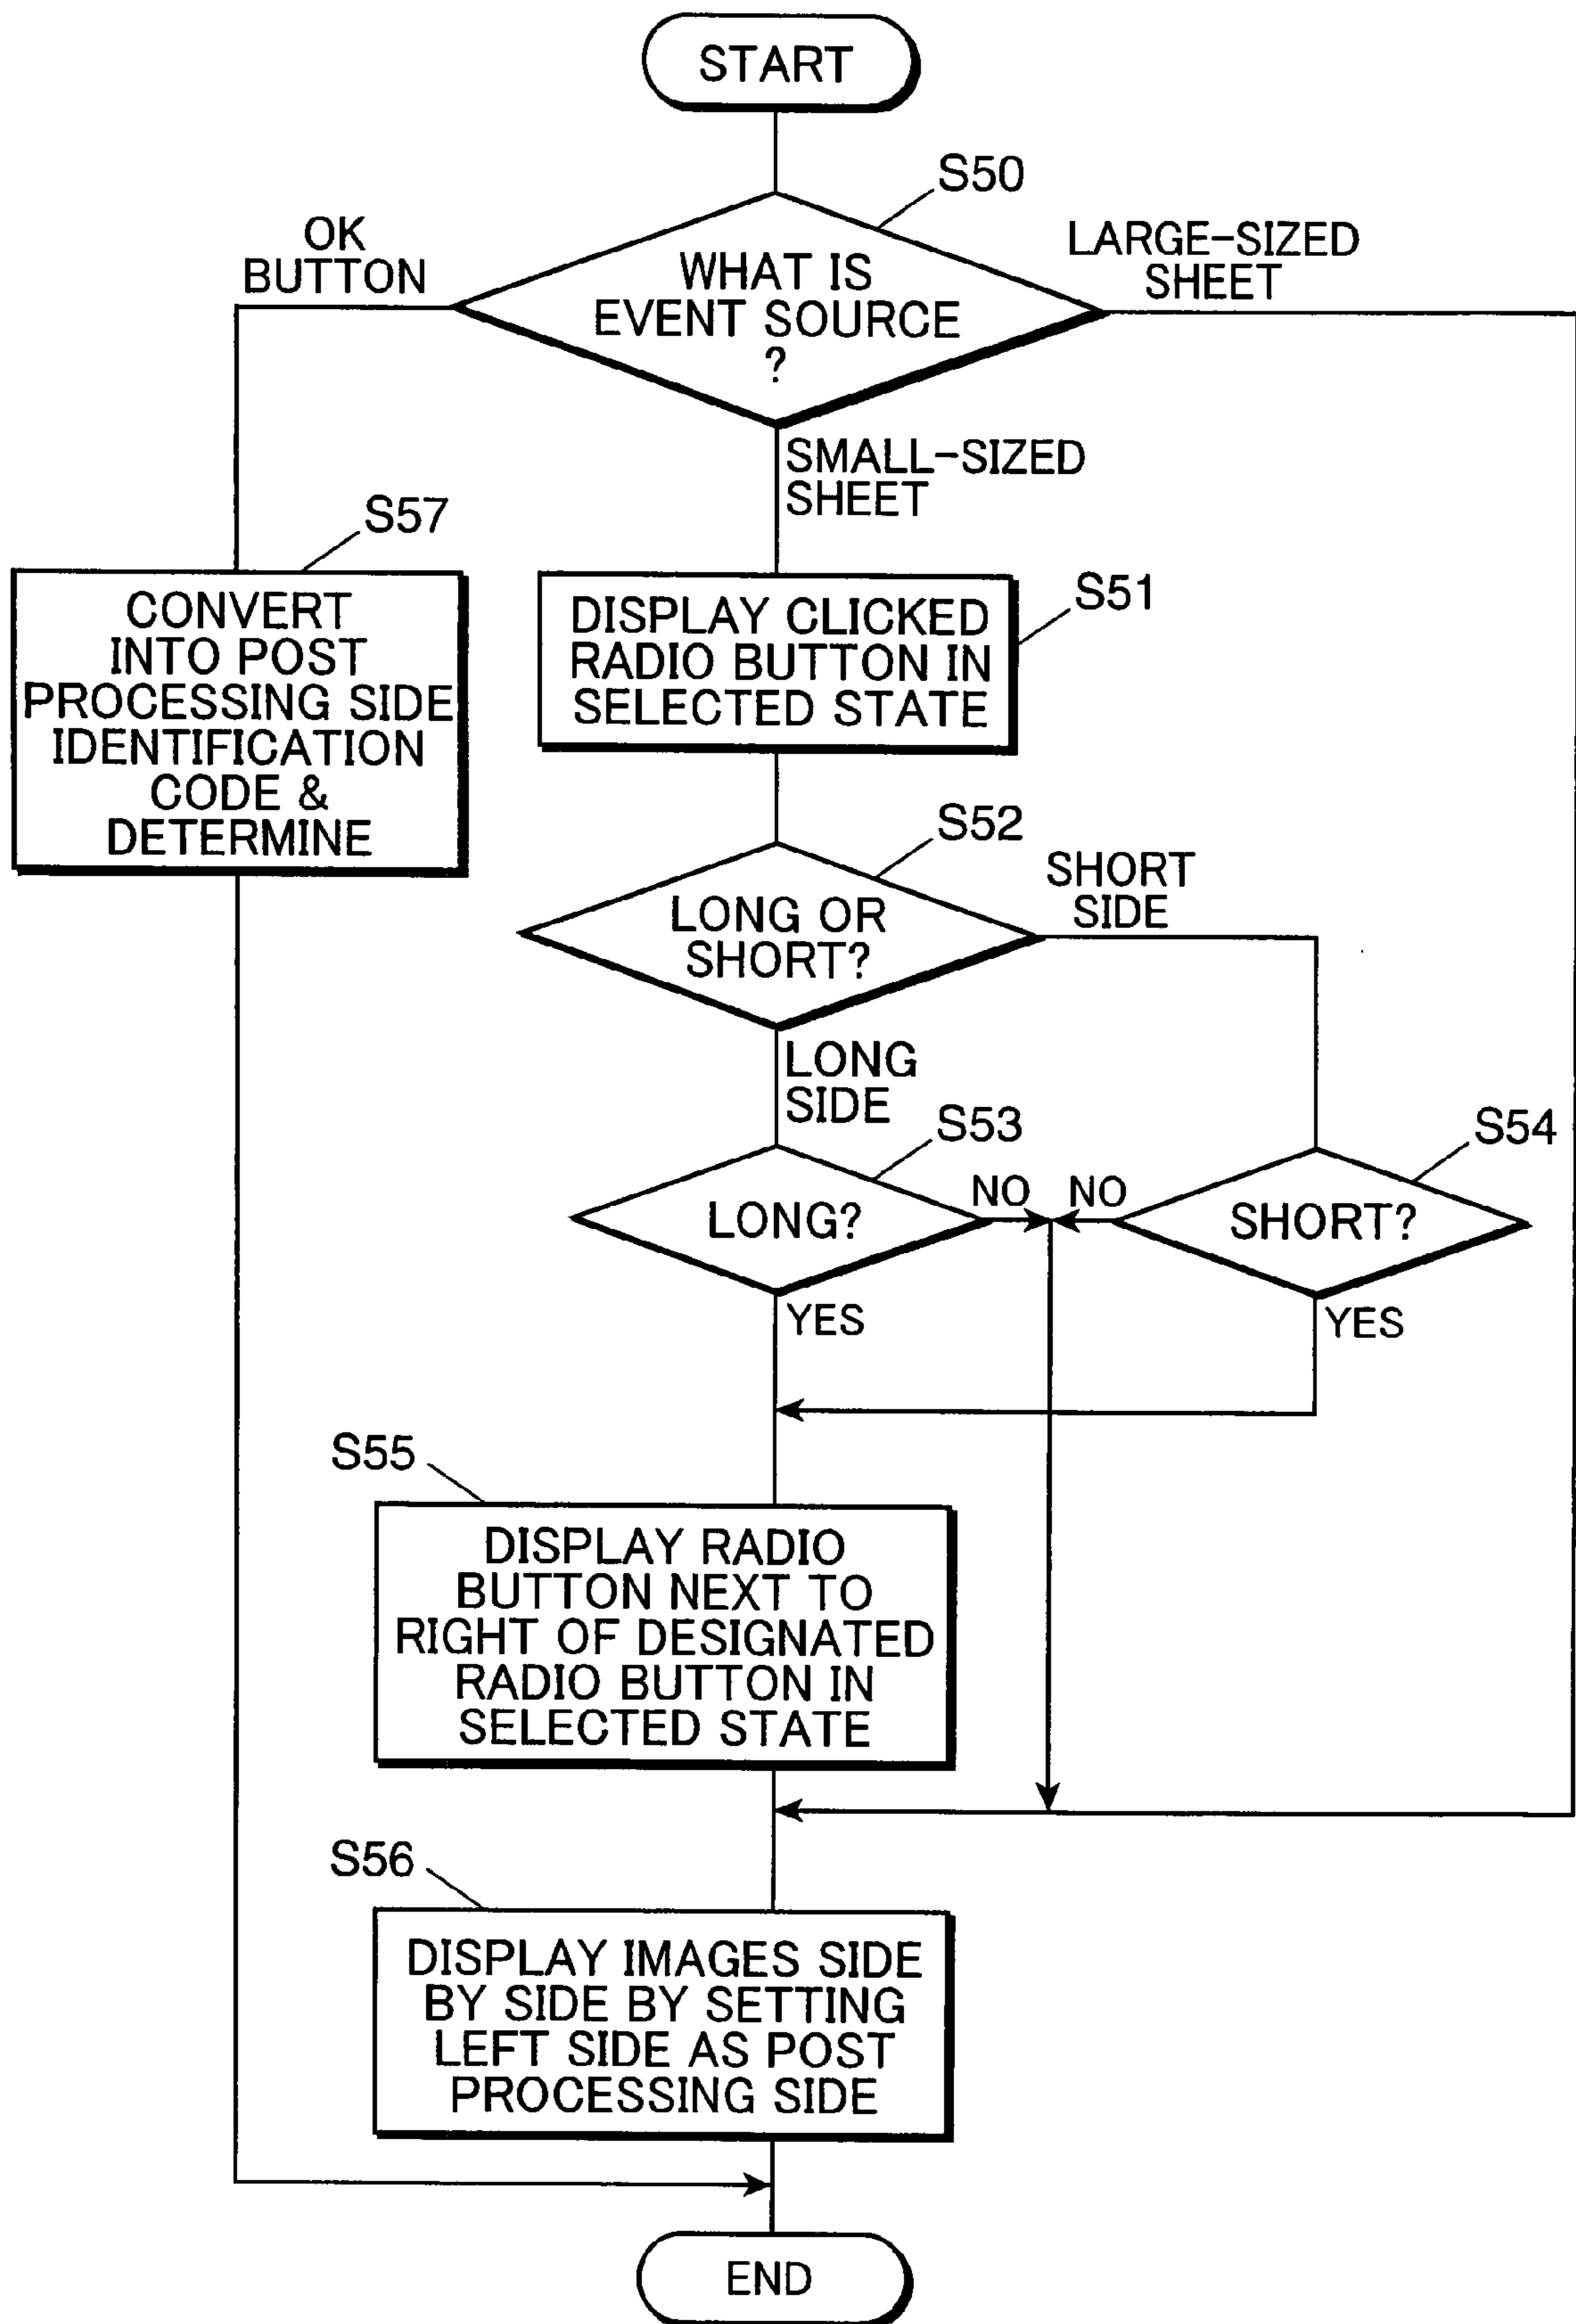 START
S50
OK
BUTTON
WHAT IS
EVENT SOURCE
?
LARGE-SIZED
SHEET
SMALL-SIZED
SHEET
S57
CONVERT
INTO POST
PROCESSING SIDE
IDENTIFICATION
CODE &
DETERMINE
S51
DISPLAY CLICKED
RADIO BUTTON IN
SELECTED STATE
S52
LONG OR
SHORT?
SHORT
SIDE
LONG
SIDE
S53
LONG?
NO
YES
S54
NO
SHORT?
YES
S55
DISPLAY RADIO
BUTTON NEXT TO
RIGHT OF DESIGNATED
RADIO BUTTON IN
SELECTED STATE
S56
DISPLAY IMAGES SIDE
BY SIDE BY SETTING
LEFT SIDE AS POST
PROCESSING SIDE
END